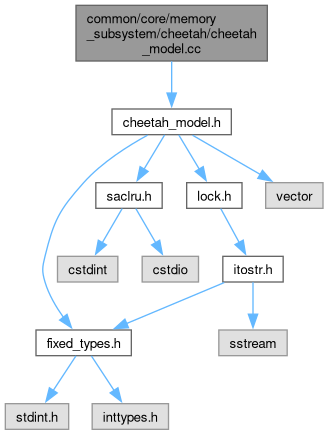 common/core/memory
_subsystem/cheetah/cheetah
_model.cc
cheetah_model.h
saclru.h
lock.h
vector
cstdint
cstdio
itostr.h
fixed_types.h
sstream
stdint.h
inttypes.h